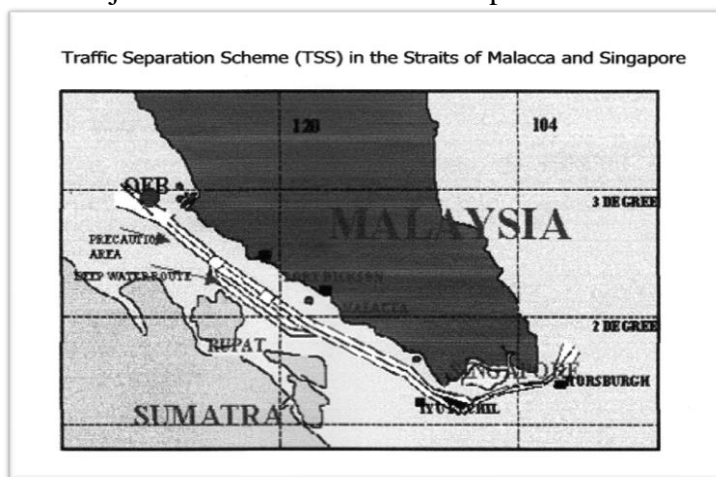 Traffic Separation Scheme (TSS) in the Straits of Malacca and Singapore
104
3 DEGREE
MALAYSIA
PRECAUTION
AREA
DEEP WATER ROUTE
PORT DICKSON
MALACCA
2 DEGREE
RUPAT
SINGAPORE
HORSBURGH
SUMATRA